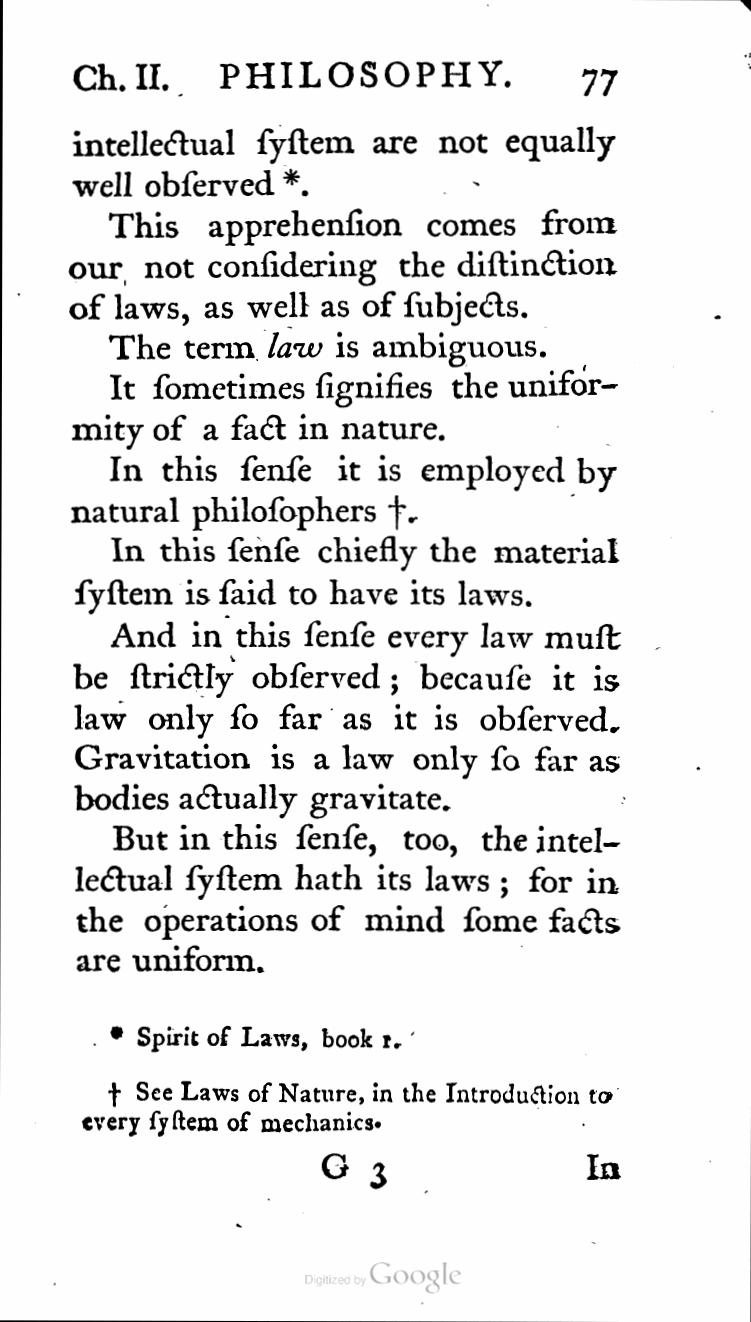 Ch. II. PHILOSOPHY. 77
intellectual ſyſtem are not equally
well obſerved *.
This apprehenſion comes from
our not conſidering the diſtinction
of laws, as well as of ſubjects.
The term law is ambiguous.
It ſometimes ſignifies the unifor-
mity of a fact in nature.
In this ſenſe it is employed by
natural philoſophers †.
In this ſenſe chiefly the material
ſyſtem is ſaid to have its laws.
And in this ſenſe every law muſt
be ſtrictly obſerved ; becauſe it is
law only ſo far as it is obſerved.
Gravitation is a law only ſo far as
bodies actually gravitate.
But in this ſenſe, too, the intel-
lectual ſyſtem hath its laws ; for in
the operations of mind ſome facts
are uniform.
* Spirit of Laws, book 1.
† See Laws of Nature, in the Introduction to
every ſyſtem of mechanics.
G 3 In
Digitized by Google